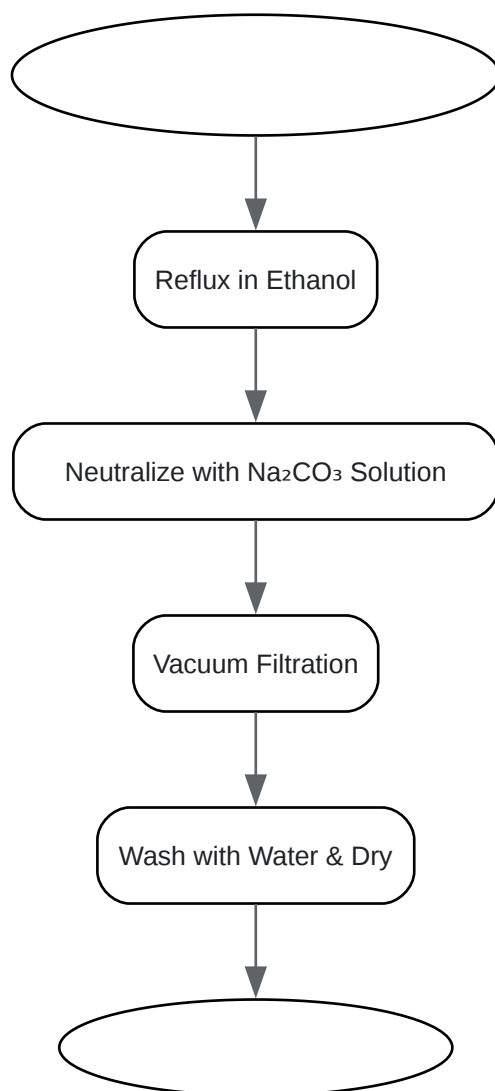 Reflux in Ethanol
Neutralize with Na₂CO₃ Solution
Vacuum Filtration
Wash with Water & Dry